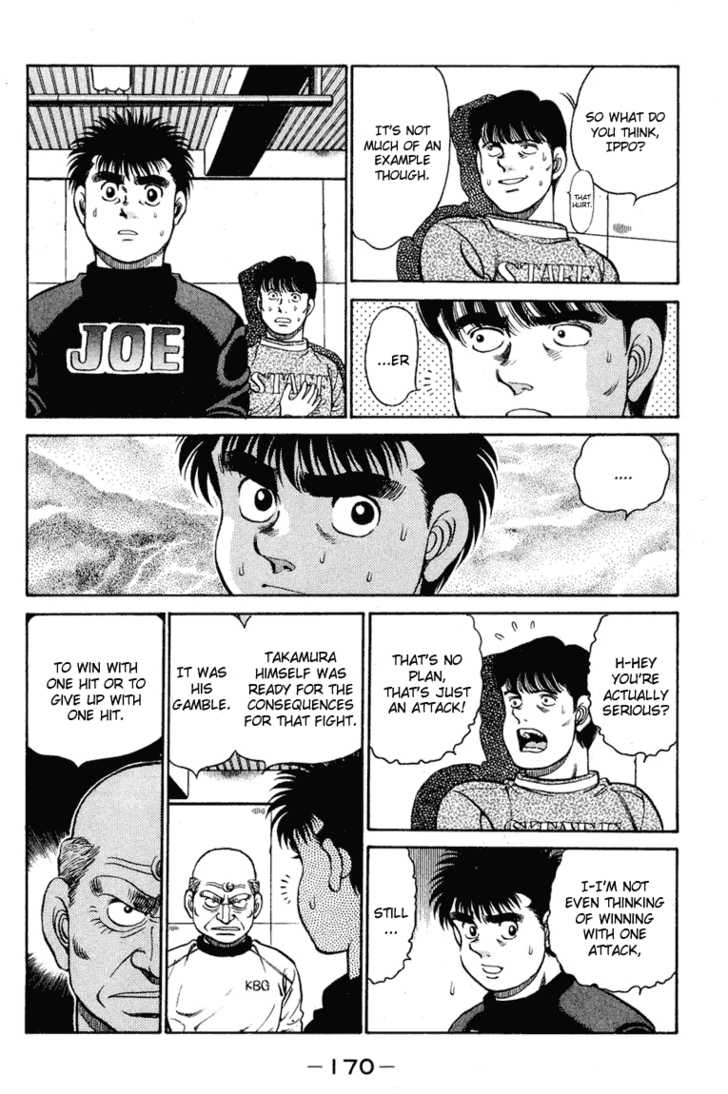 SO WHAT DO
YOU THINK,
IPPO?
THAT
HURT.
IT'S NOT
MUCH OF AN
EXAMPLE
THOUGH.
STAFF
JOE
STAFF
...ER
....
H-HEY
YOU'RE
ACTUALLY
SERIOUS?
THAT'S NO
PLAN,
THAT'S JUST
AN ATTACK!
I-I'M NOT
EVEN THINKING
OF WINNING
WITH ONE
ATTACK,
STILL
...
TAKAMURA
HIMSELF WAS
READY FOR THE
CONSEQUENCES
FOR THAT FIGHT.
IT WAS
HIS
GAMBLE.
KBG
TO WIN WITH
ONE HIT OR TO
GIVE UP WITH
ONE HIT.
-170-